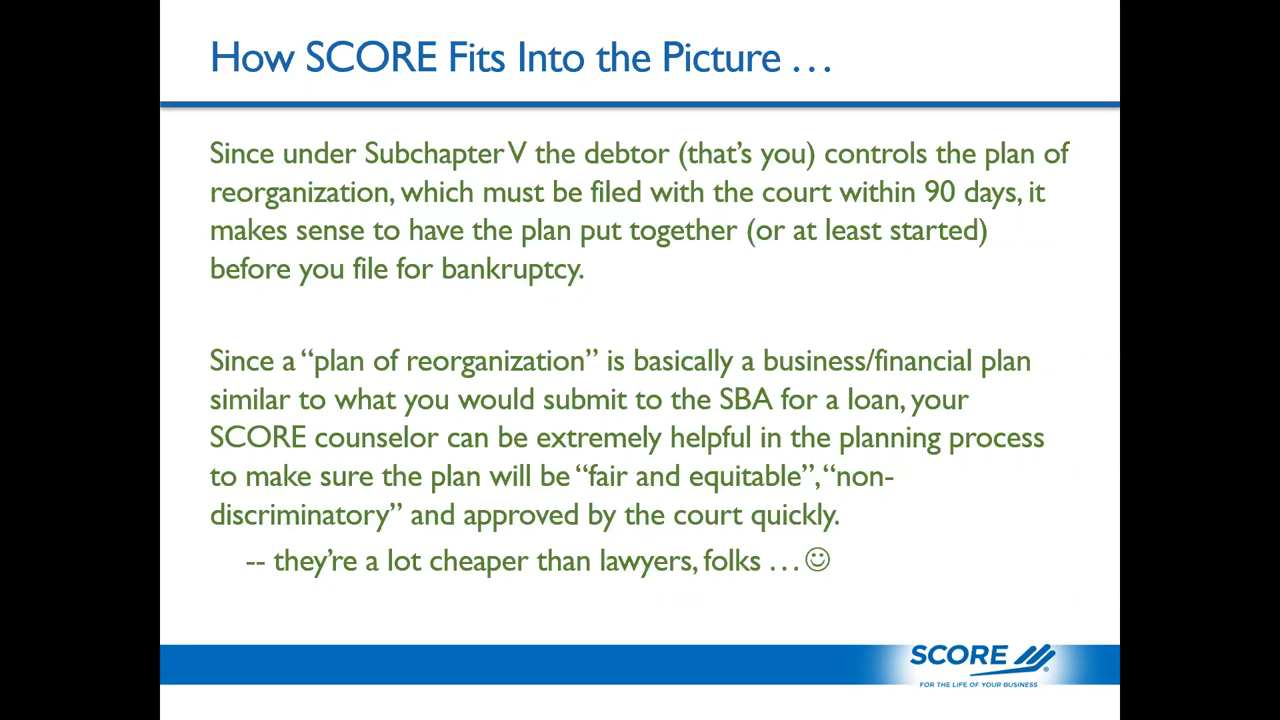 How SCORE Fits Into the Picture . . .
Since under Subchapter V the debtor (that’s you) controls the plan of
reorganization, which must be filed with the court within 90 days, it
makes sense to have the plan put together (or at least started)
before you file for bankruptcy.
Since a “plan of reorganization” is basically a business/financial plan
similar to what you would submit to the SBA for a loan, your
SCORE counselor can be extremely helpful in the planning process
to make sure the plan will be “fair and equitable”, “non-
discriminatory” and approved by the court quickly.
-- they’re a lot cheaper than lawyers, folks . . . ☺
SCORE ®
FOR THE LIFE OF YOUR BUSINESS